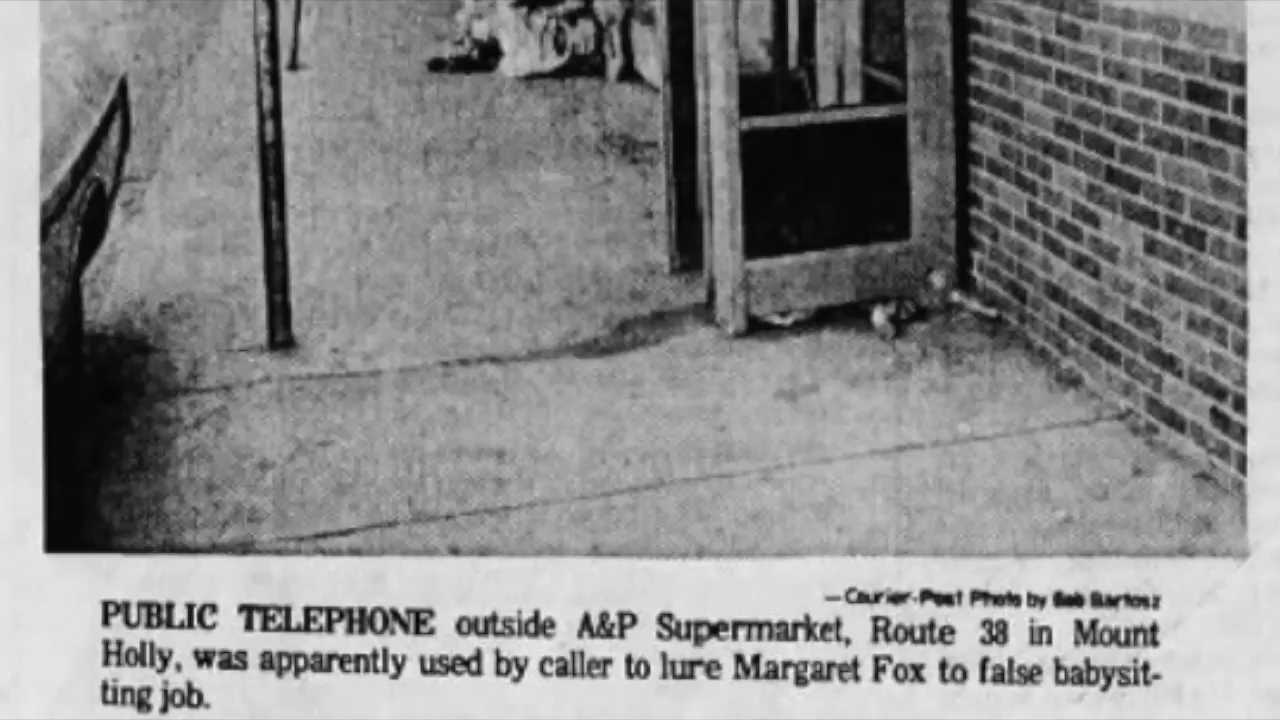 —Courier-Post Photo by Bob Bartosz
PUBLIC TELEPHONE outside A&P Supermarket, Route 38 in Mount
Holly, was apparently used by caller to lure Margaret Fox to false babysit-
ting job.